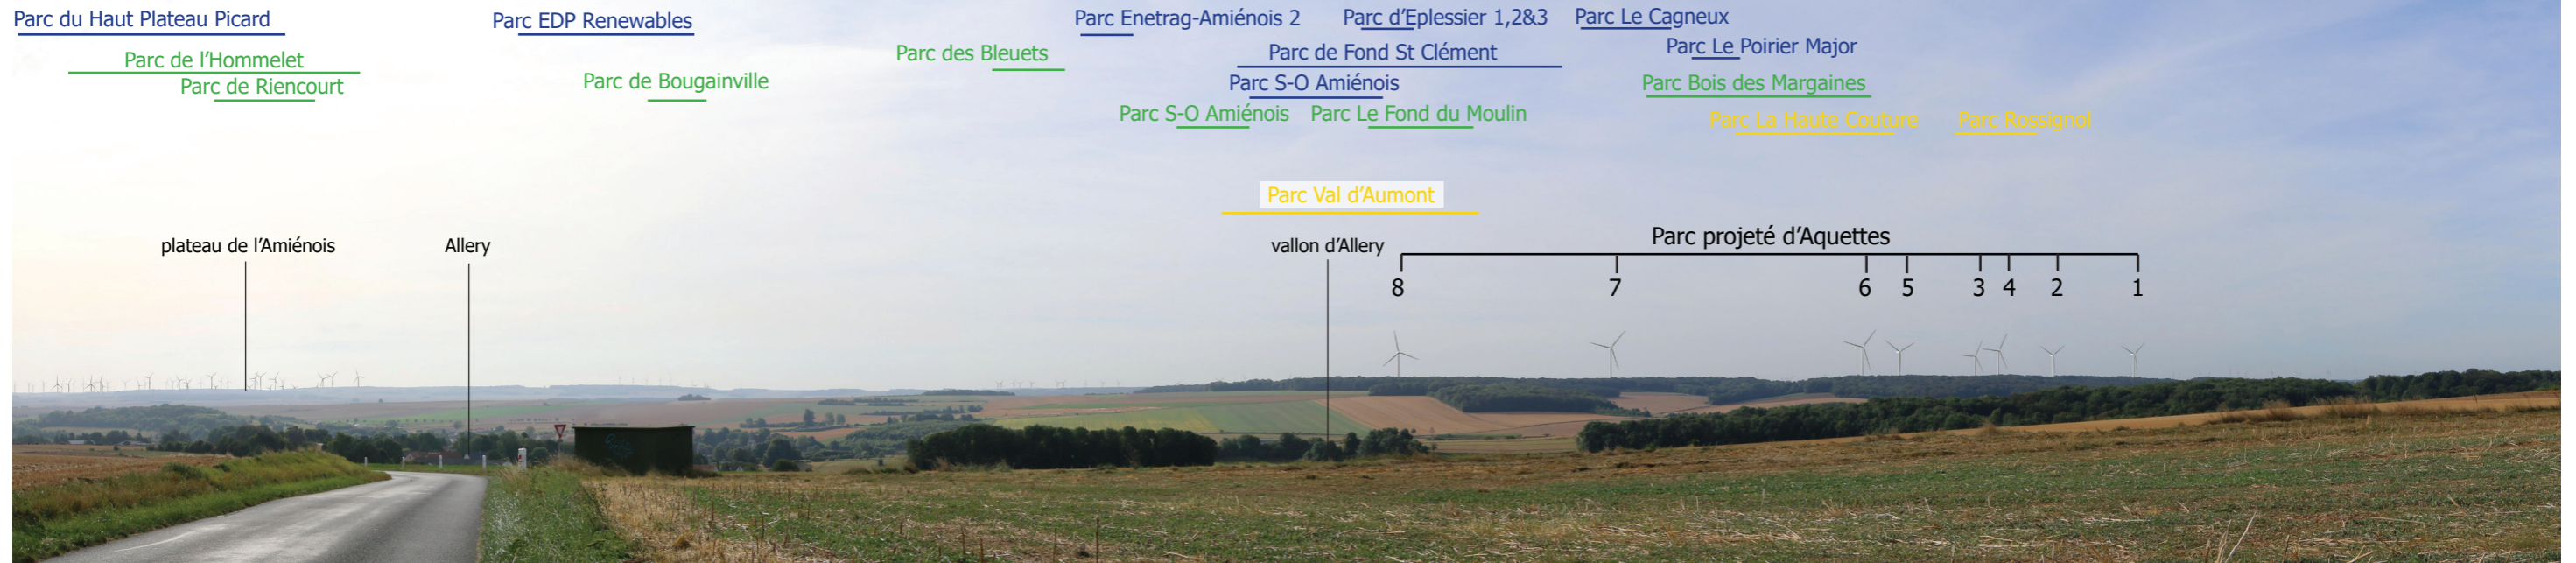 Parc du Haut Plateau Picard
Parc EDP Renewables
Parc Enetrag-Amiénois 2
Parc d'Eplessier 1,2&3
Parc Le Cagneux
Parc de l'Hommelet
Parc des Bleuets
Parc de Fond St Clément
Parc Le Poirier Major
Parc de Riencourt
Parc de Bougainville
Parc S-O Amiénois
Parc Bois des Margaines
Parc S-O Amiénois
Parc Le Fond du Moulin
Parc La Haute Couture
Parc Rossignol
Parc Val d'Aumont
plateau de l'Amiénois
Allery
vallon d'Allery
Parc projeté d'Aquettes
8 7 6 5 3 4 2 1